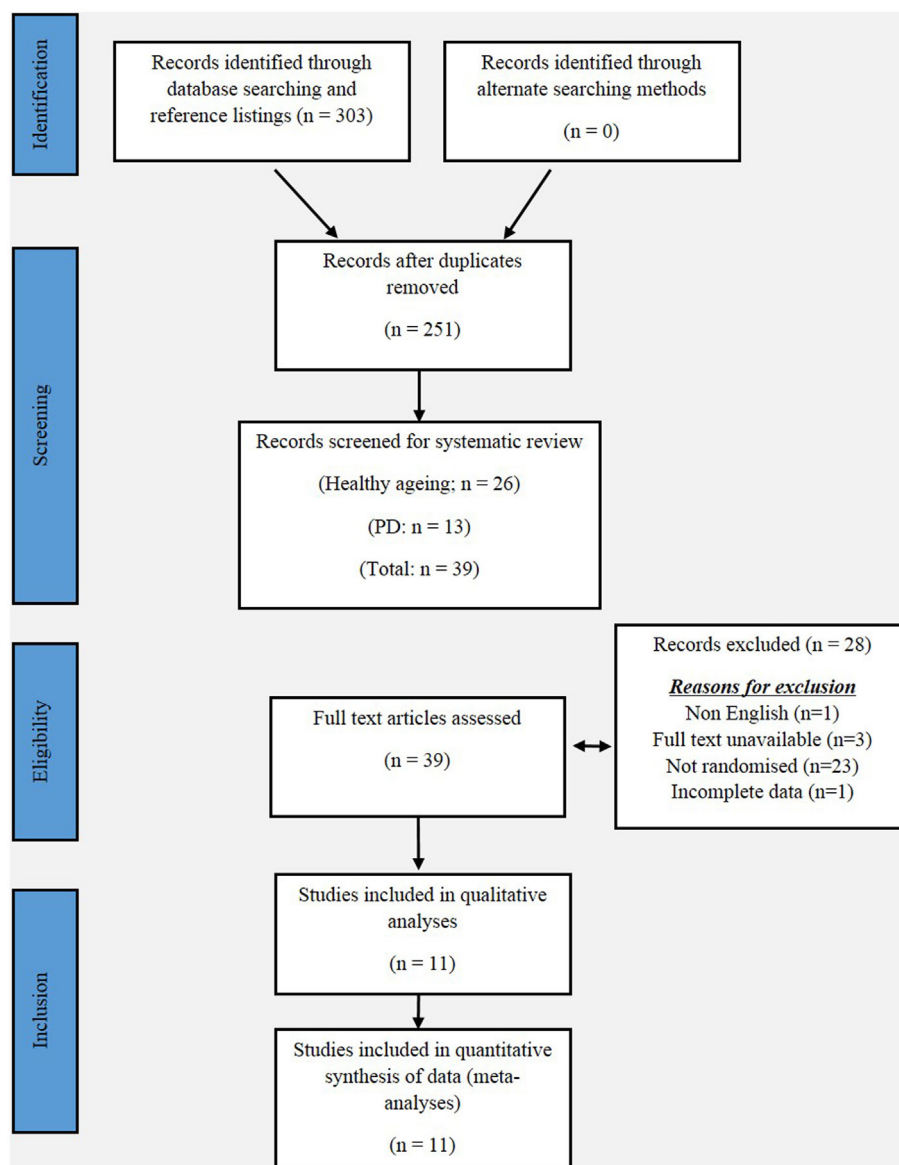 Identification
Records identified through
database searching and
reference listings (n = 303)
Records identified through
alternate searching methods
(n = 0)
Screening
Records after duplicates
removed
(n = 251)
Records screened for systematic review
(Healthy ageing; n = 26)
(PD: n = 13)
(Total: n = 39)
Eligibility
Full text articles assessed
(n = 39)
Records excluded (n = 28)
Reasons for exclusion
Non English (n=1)
Full text unavailable (n=3)
Not randomised (n=23)
Incomplete data (n=1)
Inclusion
Studies included in qualitative
analyses
(n = 11)
Studies included in quantitative
synthesis of data (meta-
analyses)
(n = 11)